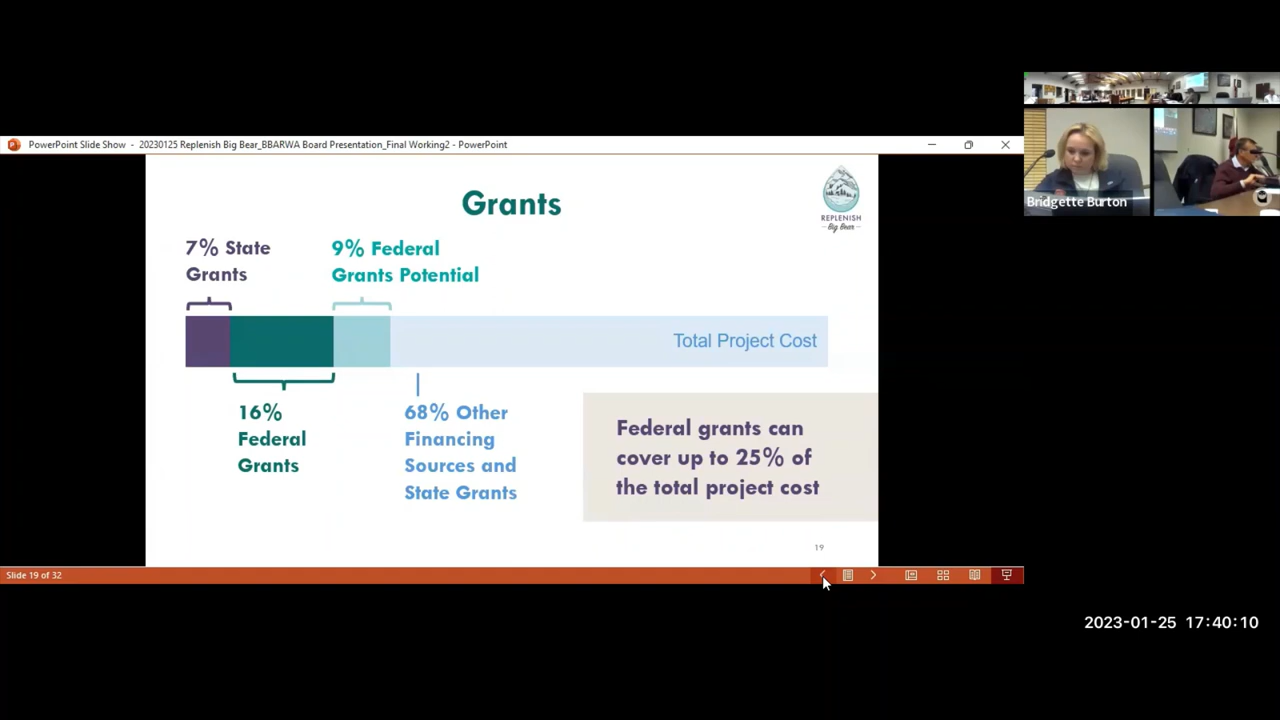 PowerPoint Slide Show - 20230125 Replenish Big Bear_BBARWA Board Presentation_Final Working2 - PowerPoint
Grants
REPLENISH
Big Bear
7% State
Grants
9% Federal
Grants Potential
Total Project Cost
16%
Federal
Grants
68% Other
Financing
Sources and
State Grants
Federal grants can
cover up to 25% of
the total project cost
19
Slide 19 of 32
Bridgette Burton
2023-01-25 17:40:10